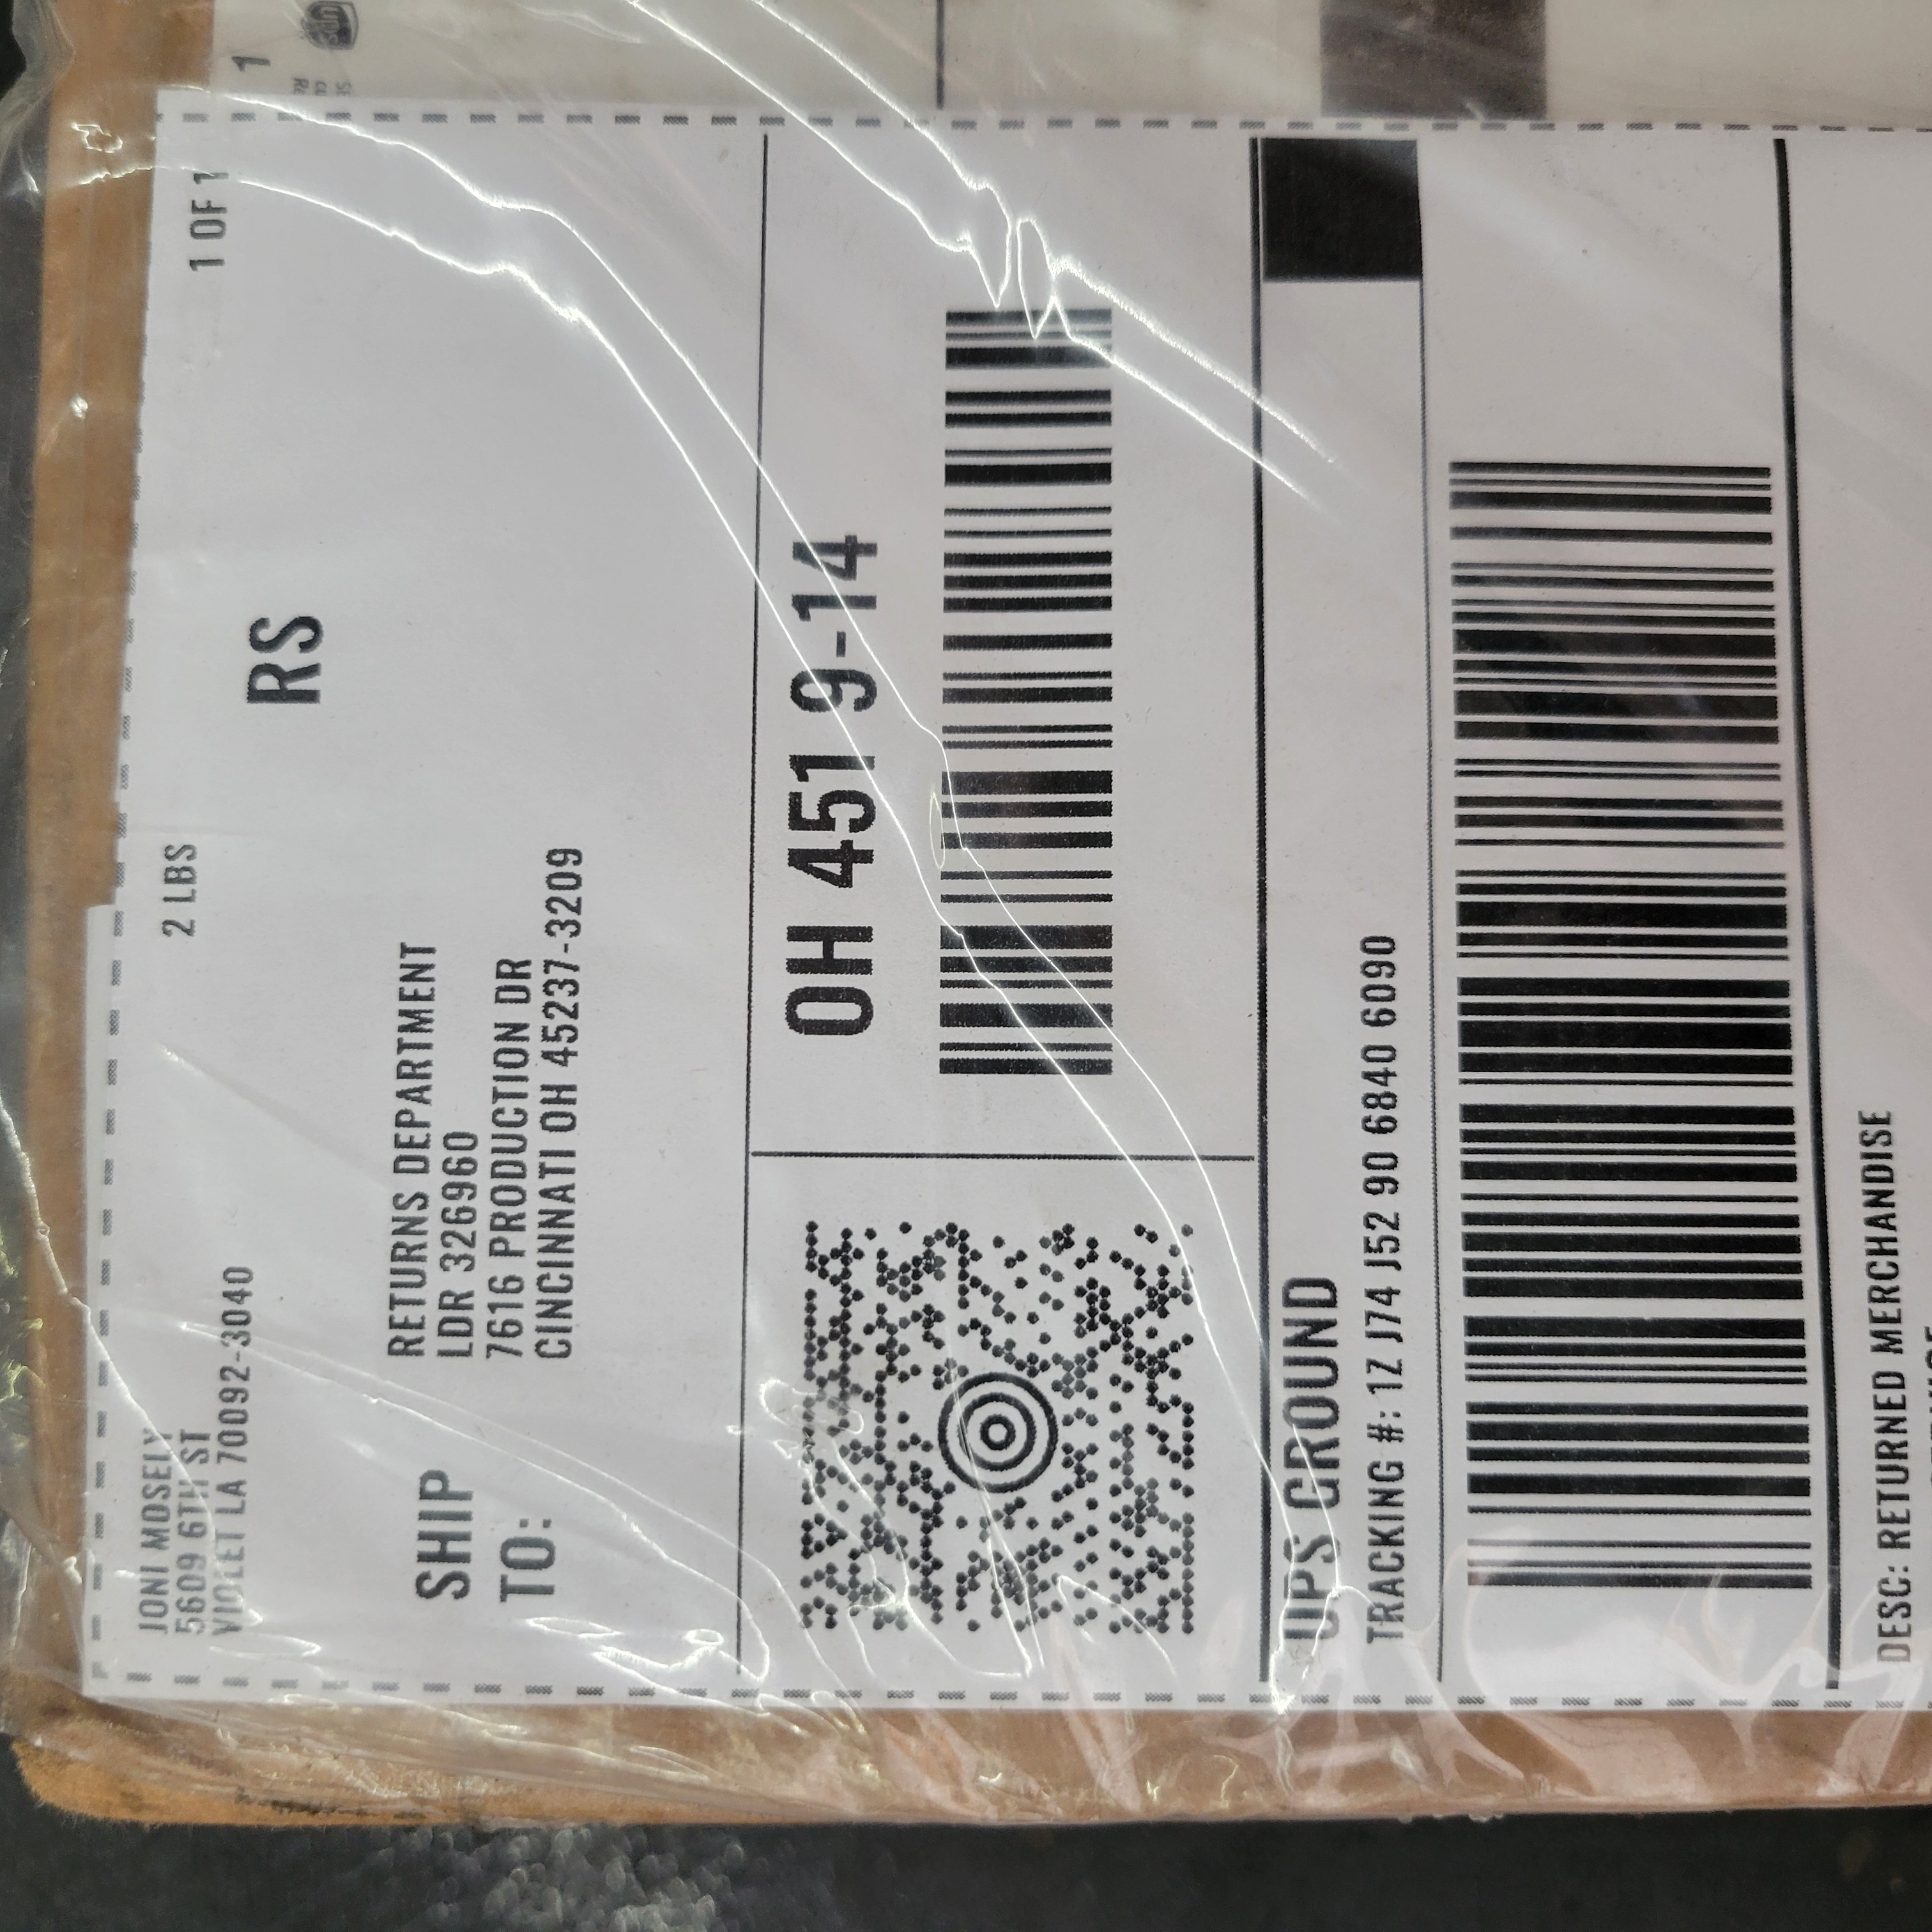 JONI MOSELY
5609 6TH ST
VIOLET LA 70092-3040
2 LBS
1 OF 1
RS
SHIP
TO:
RETURNS DEPARTMENT
LDR 326960
7616 PRODUCTION DR
CINCINNATI OH 45237-3209
OH 451 9-14
UPS GROUND
TRACKING #: 1Z J74 J52 90 6840 6090
DESC: RETURNED MERCHANDISE
1